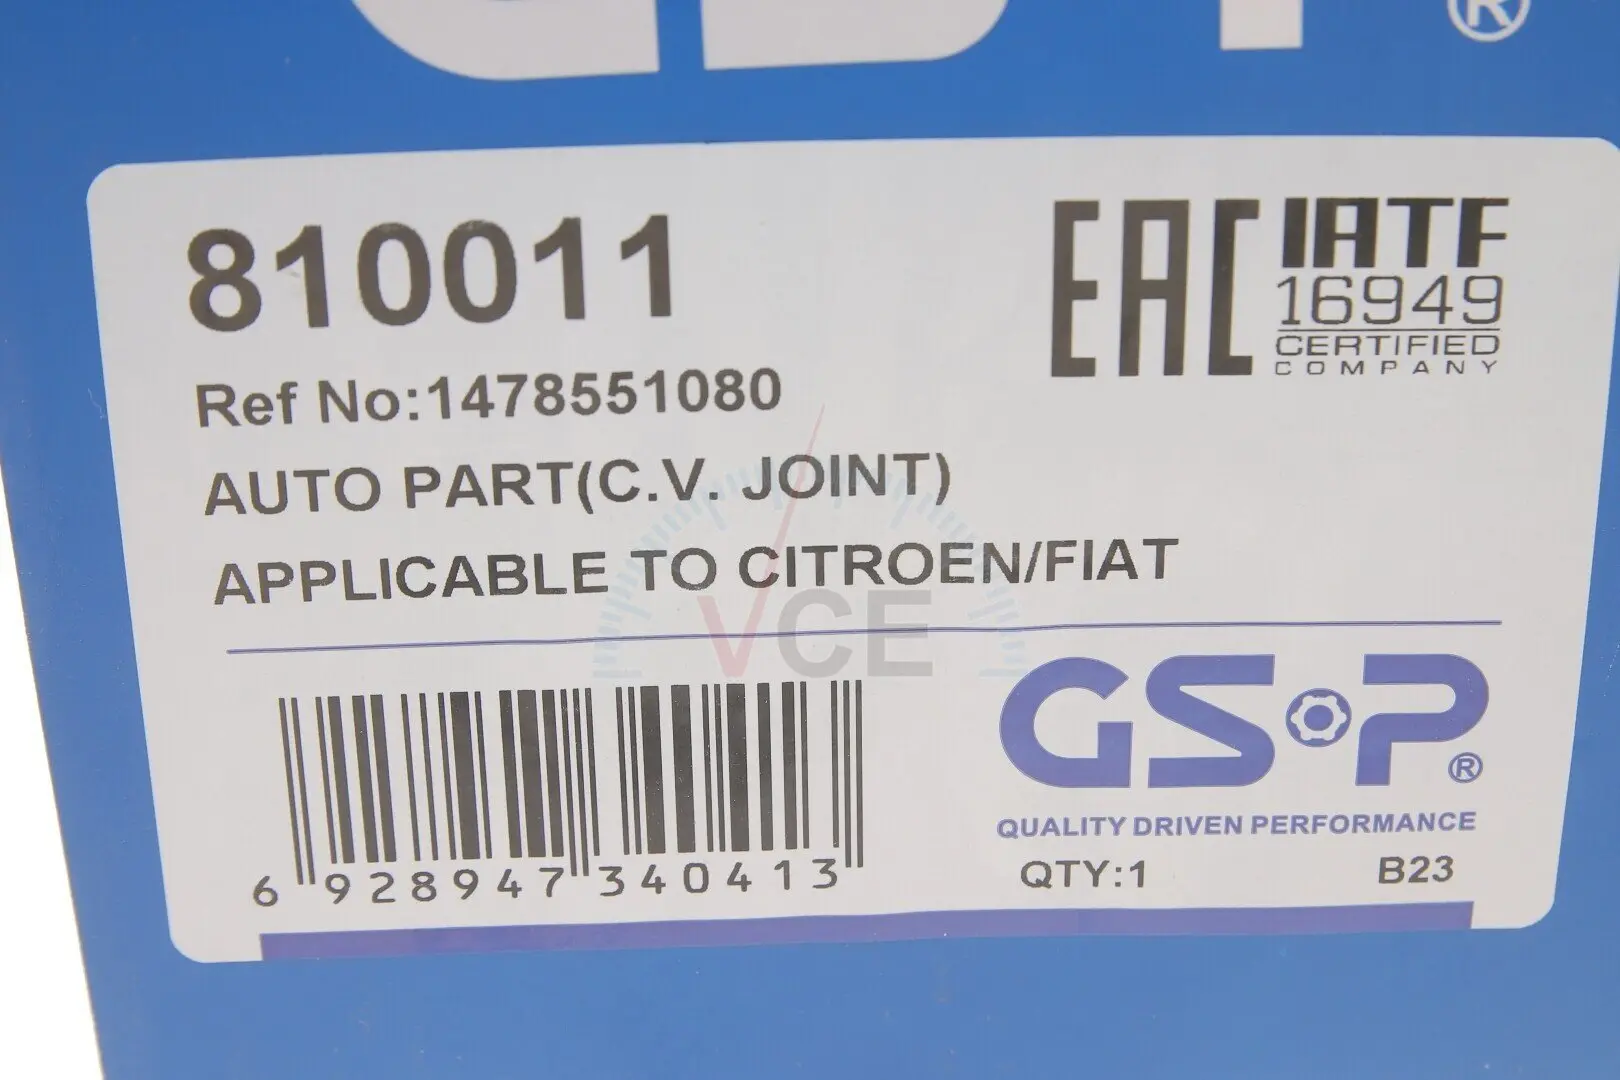 GSP®
810011
EAC
IATF
16949
CERTIFIED
COMPANY
Ref No:1478551080
AUTO PART(C.V. JOINT)
APPLICABLE TO CITROEN/FIAT
VCE
GSP®
QUALITY DRIVEN PERFORMANCE
QTY:1 B23
6 928947 340413